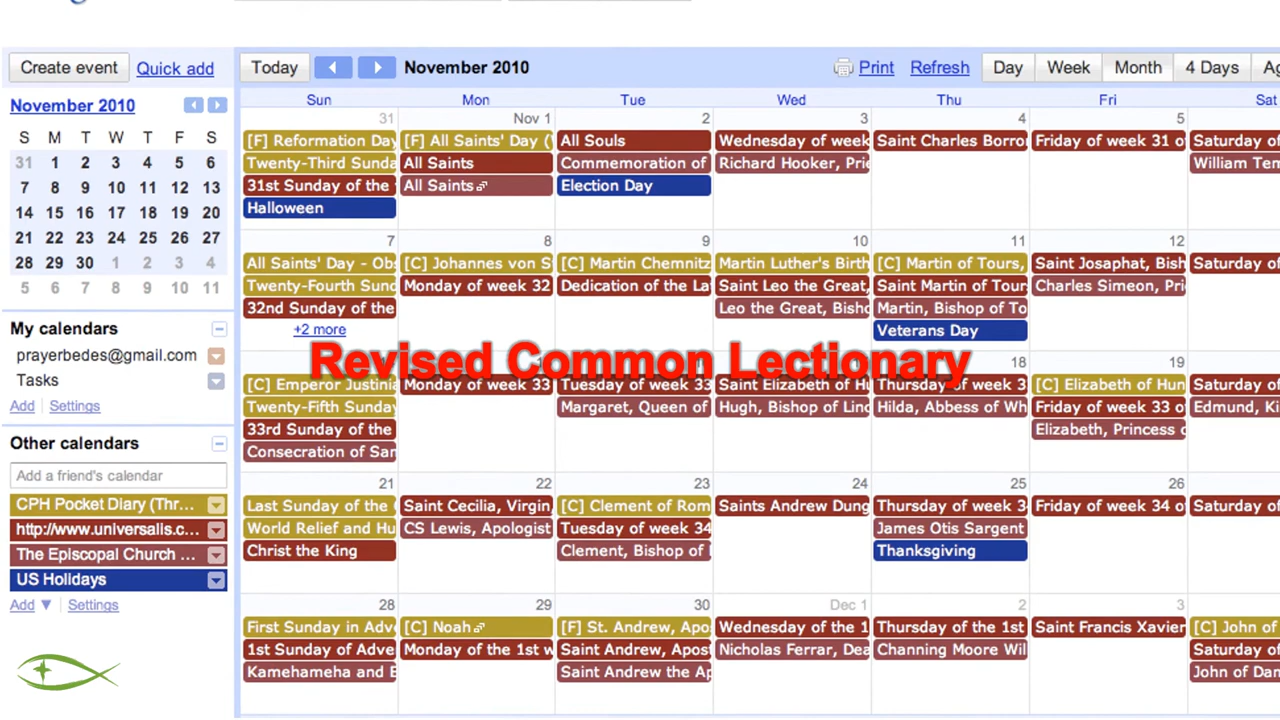 Create event Quick add Today November 2010 Print Refresh Day Week Month 4 Days
November 2010
S M T W T F S
31 1 2 3 4 5 6
7 8 9 10 11 12 13
14 15 16 17 18 19 20
21 22 23 24 25 26 27
28 29 30 1 2 3 4
5 6 7 8 9 10 11
My calendars
prayerbedes@gmail.com
Tasks
Add Settings
Other calendars
Add a friend's calendar
CPH Pocket Diary (Thr...
http://www.universalis.c...
The Episcopal Church ...
US Holidays
Add ▼ Settings
Sun Mon Tue Wed Thu Fri Sat
31 Nov 1 2 3 4 5
[F] Reformation Day [F] All Saints' Day ( All Souls Wednesday of week Saint Charles Borro Friday of week 31 o Saturday o
Twenty-Third Sunda All Saints Commemoration of Richard Hooker, Prie William Tem
31st Sunday of the All Saints Election Day
Halloween
7 8 9 10 11 12
All Saints' Day - Obs [C] Johannes von S [C] Martin Chemnitz Martin Luther's Birth [C] Martin of Tours, Saint Josaphat, Bish Saturday of
Twenty-Fourth Sund Monday of week 32 Dedication of the La Saint Leo the Great, Saint Martin of Tour Charles Simeon, Pri
32nd Sunday of the Leo the Great, Bisho Martin, Bishop of To
+2 more Veterans Day
Revised Common Lectionary
18 19
[C] Emperor Justinia Monday of week 33 Tuesday of week 33 Saint Elizabeth of Hu Thursday of week 3 [C] Elizabeth of Hun Saturday o
Twenty-Fifth Sunday Margaret, Queen of Hugh, Bishop of Linc Hilda, Abbess of Wh Friday of week 33 o Edmund, Ki
33rd Sunday of the Elizabeth, Princess o
Consecration of Sam
21 22 23 24 25 26
Last Sunday of the Saint Cecilia, Virgin, [C] Clement of Rom Saints Andrew Dung Thursday of week 3 Friday of week 34 o Saturday o
World Relief and Hu CS Lewis, Apologist Tuesday of week 34 James Otis Sargent
Christ the King Clement, Bishop of Thanksgiving
28 29 30 Dec 1 2 3
First Sunday in Adv [C] Noah [F] St. Andrew, Apo Wednesday of the 1 Thursday of the 1st Saint Francis Xavier [C] John of
1st Sunday of Adve Monday of the 1st w Saint Andrew, Apost Nicholas Ferrar, Dea Channing Moore Wil Saturday o
Kamehameha and E Saint Andrew the Ap John of Dam